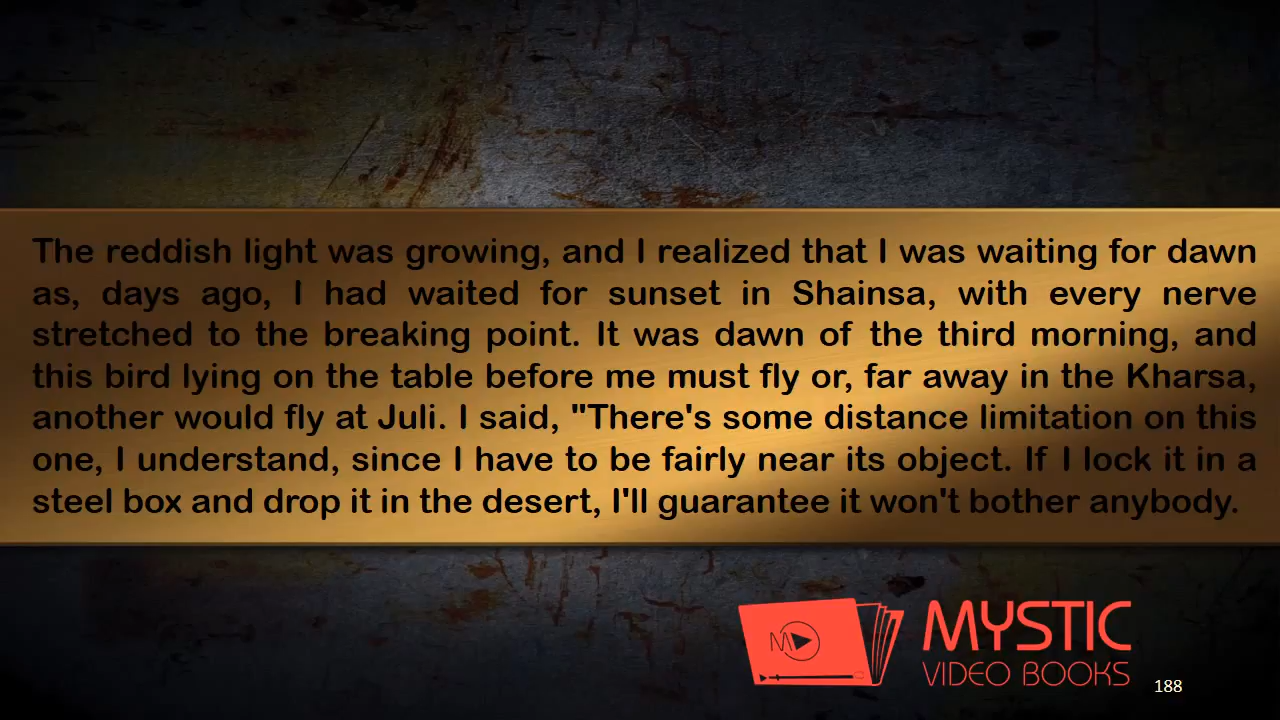 The reddish light was growing, and I realized that I was waiting for dawn
as, days ago, I had waited for sunset in Shainsa, with every nerve
stretched to the breaking point. It was dawn of the third morning, and
this bird lying on the table before me must fly or, far away in the Kharsa,
another would fly at Juli. I said, "There's some distance limitation on this
one, I understand, since I have to be fairly near its object. If I lock it in a
steel box and drop it in the desert, I'll guarantee it won't bother anybody.
MYSTIC
VIDEO BOOKS
188